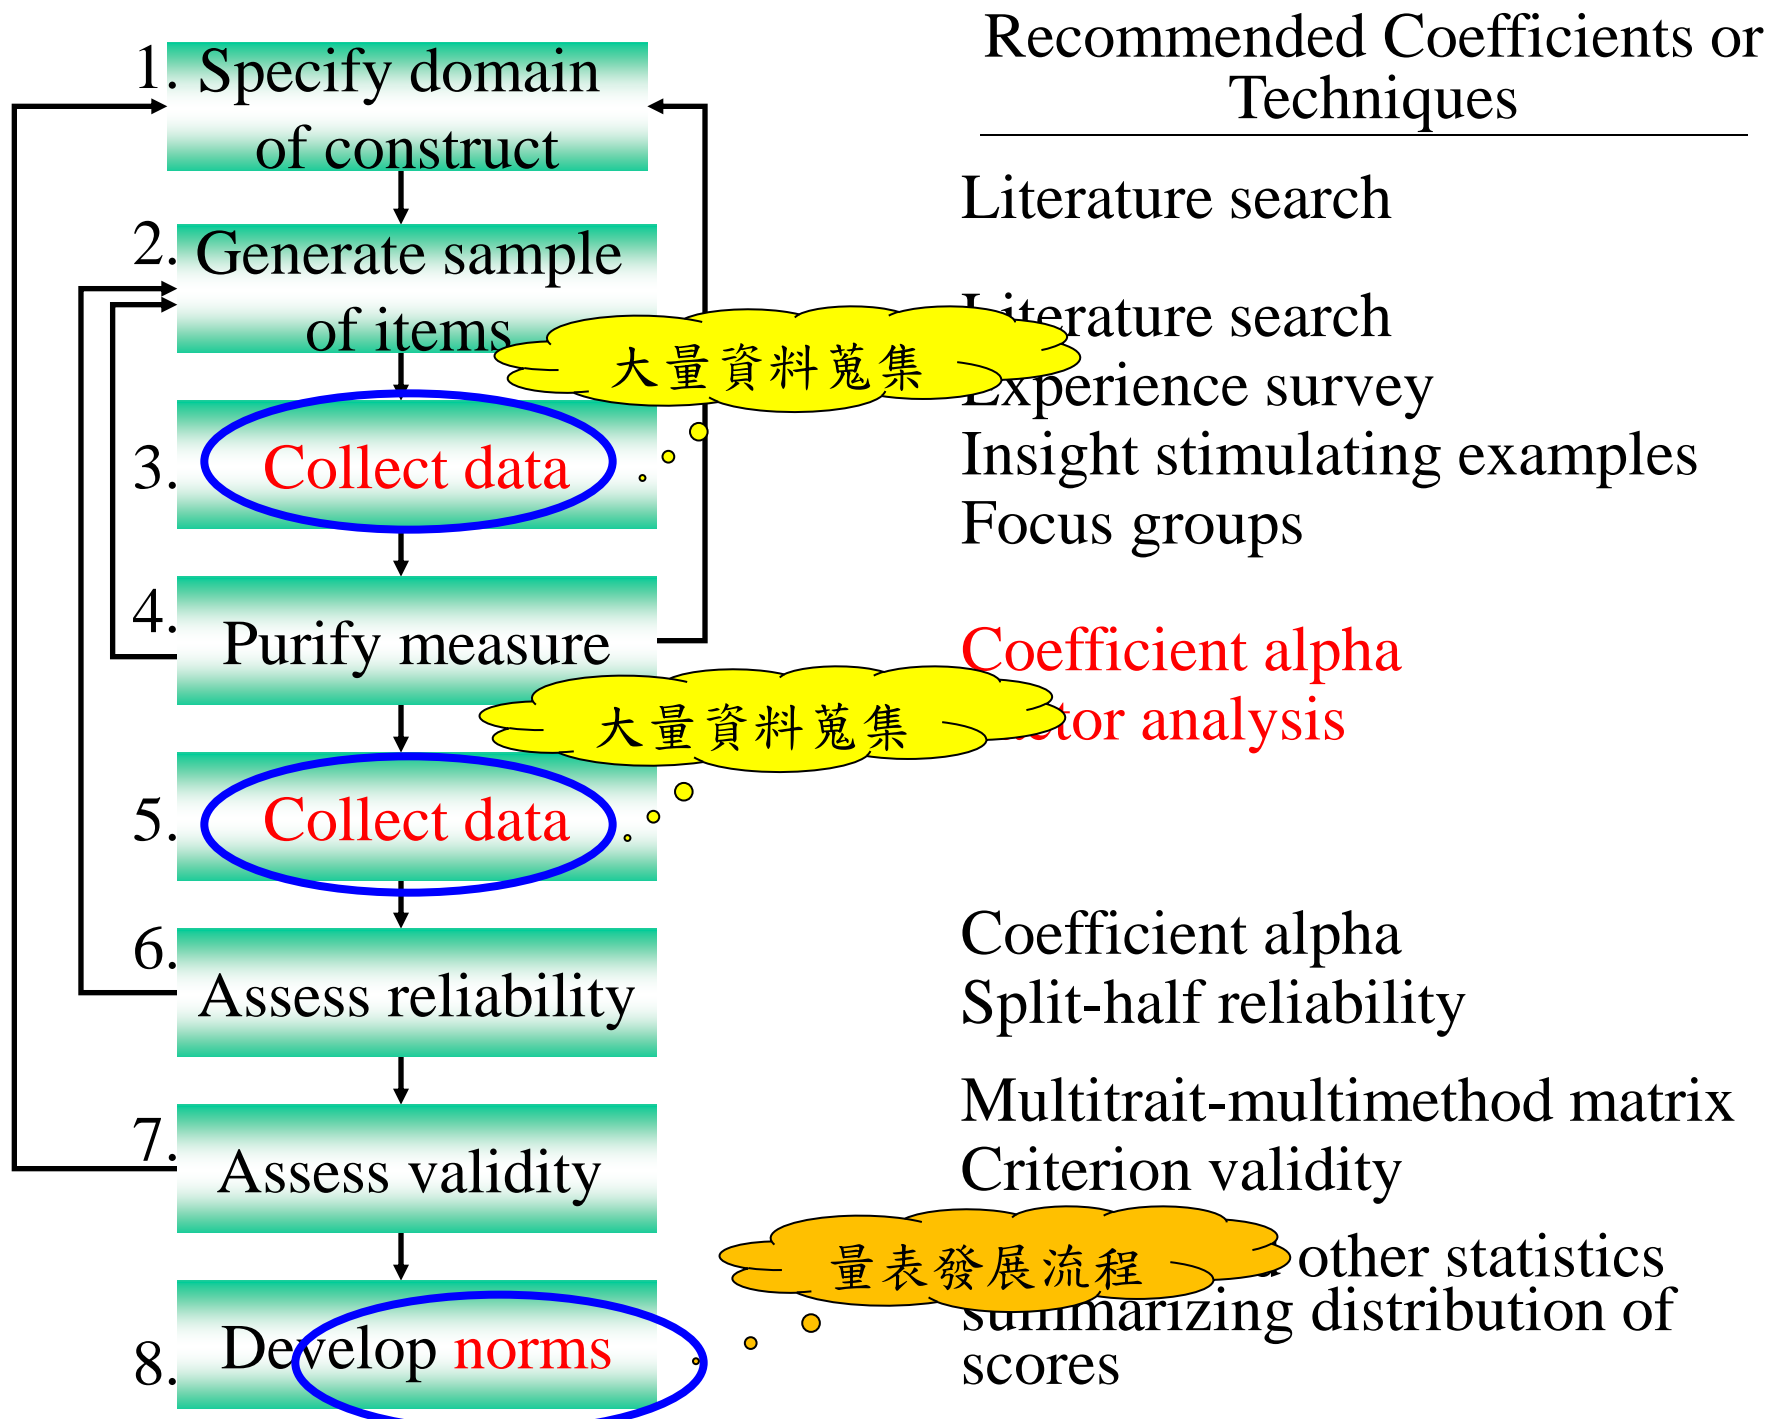 Recommended Coefficients or
Techniques
1. Specify domain
of construct
Literature search
2. Generate sample
of items
Literature search
Experience survey
Insight stimulating examples
Focus groups
大量資料蒐集
3. Collect data
4. Purify measure
Coefficient alpha
analysis
大量資料蒐集
5. Collect data
6. Assess reliability
Coefficient alpha
Split-half reliability
7. Assess validity
Multitrait-multimethod matrix
Criterion validity
量表發展流程
8. Develop norms
other statistics
summarizing distribution of
scores